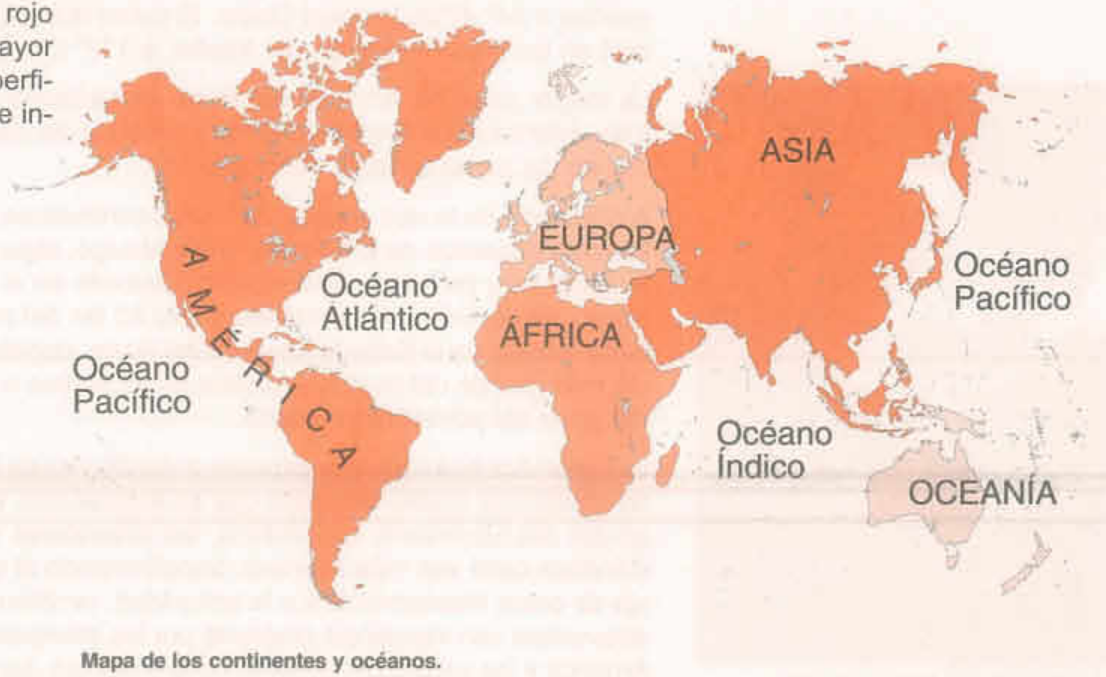 rojo
ayor
perfi-
e in-
ASIA
EUROPA
AMÉRICA
Océano
Atlántico
ÁFRICA
Océano
Pacífico
Océano
Pacífico
Océano
Índico
OCEANÍA
Mapa de los continentes y océanos.